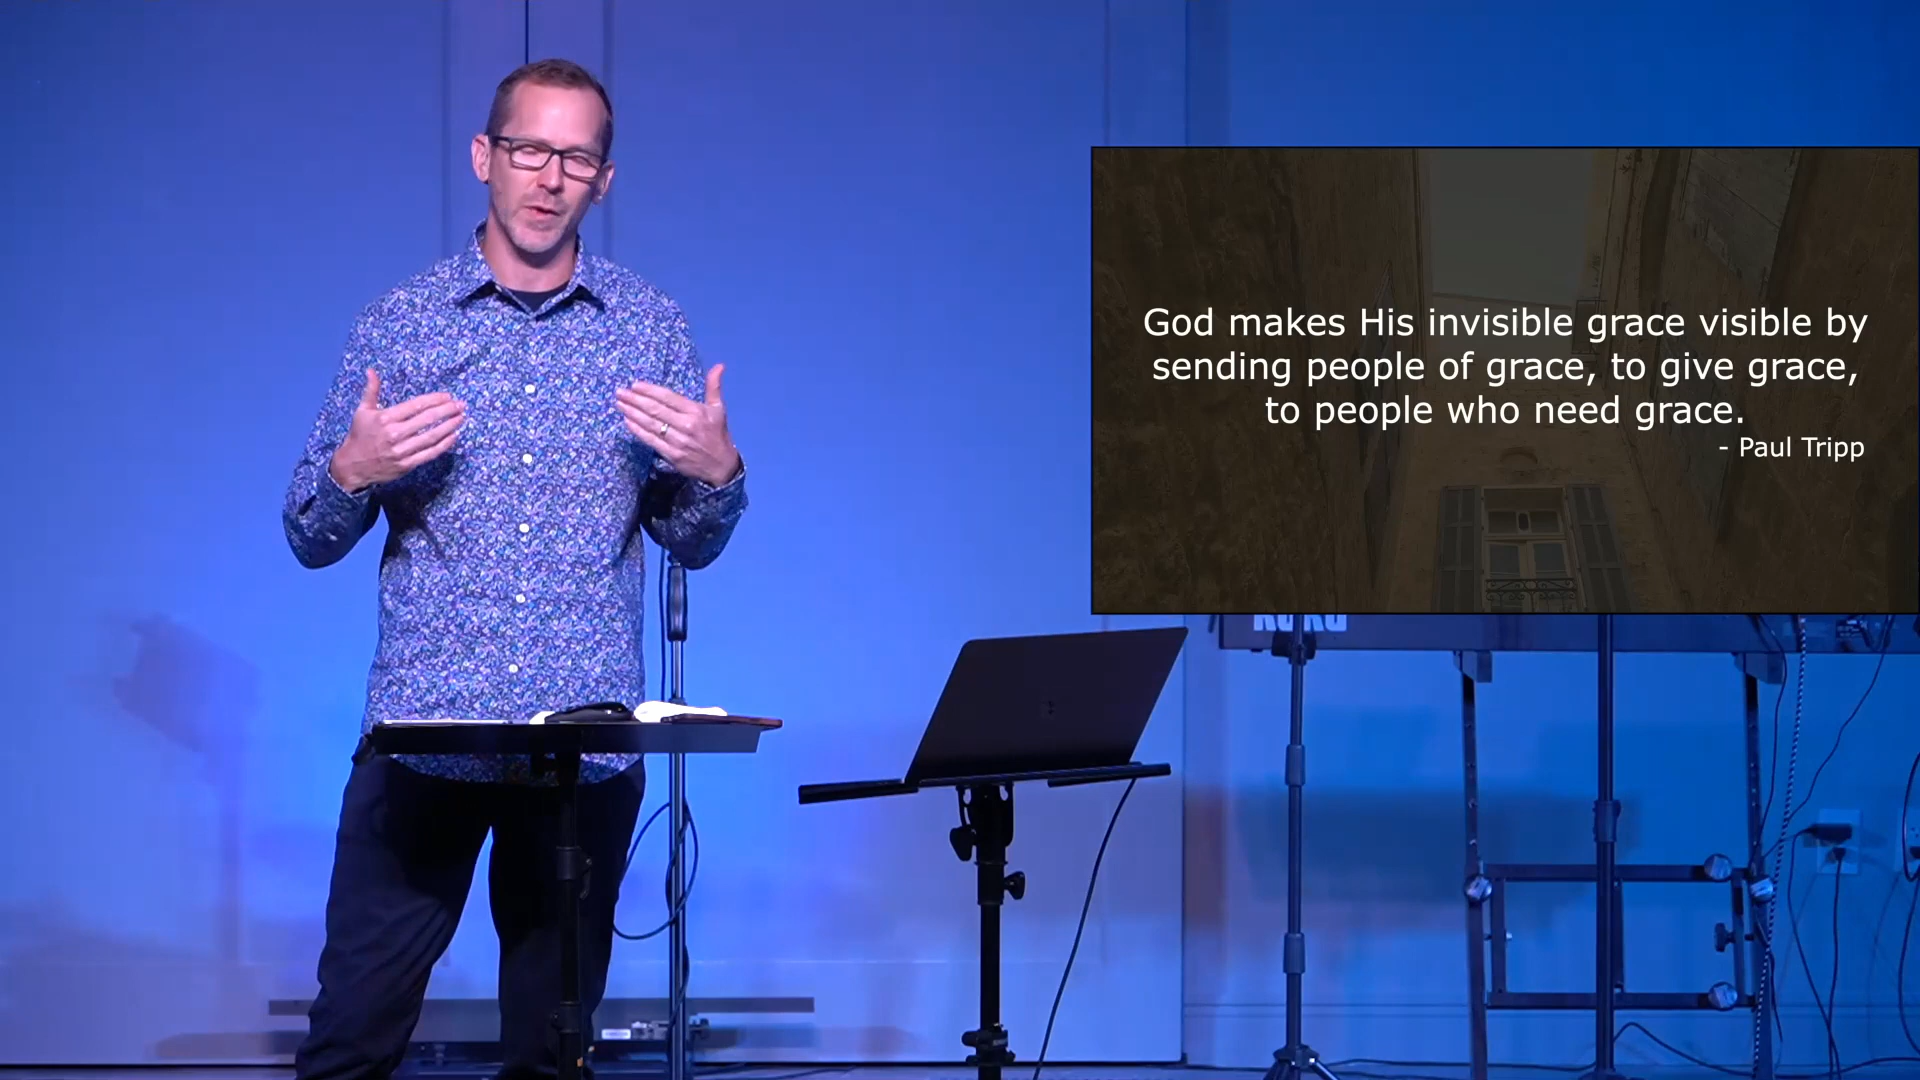 God makes His invisible grace visible by
sending people of grace, to give grace,
to people who need grace.
- Paul Tripp